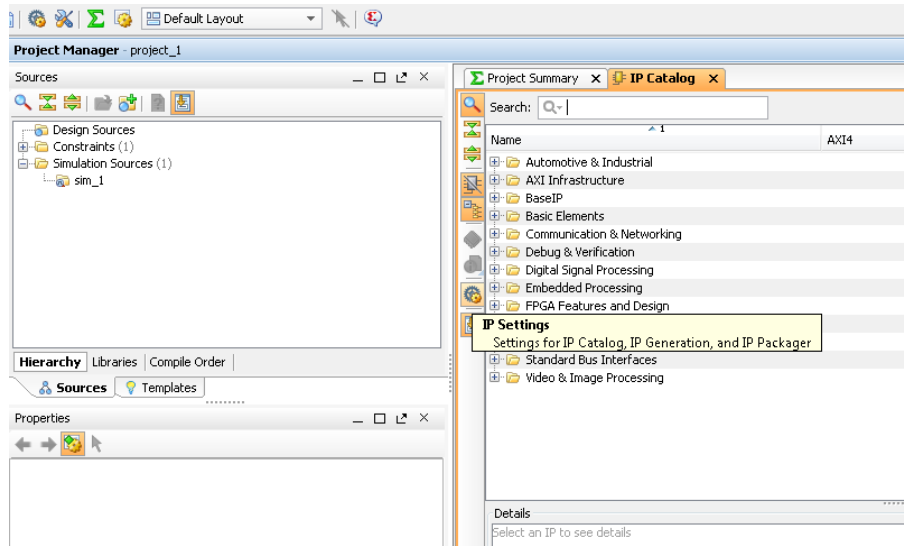 Default Layout
Project Manager - project_1
Sources
Design Sources
Constraints (1)
Simulation Sources (1)
sim_1
Hierarchy Libraries Compile Order
Sources Templates
Properties
Project Summary IP Catalog
Search: Q-
Name 1 AXI4
Automotive & Industrial
AXI Infrastructure
BaseIP
Basic Elements
Communication & Networking
Debug & Verification
Digital Signal Processing
Embedded Processing
FPGA Features and Design
IP Settings
Settings for IP Catalog, IP Generation, and IP Packager
Standard Bus Interfaces
Video & Image Processing
Details
Select an IP to see details